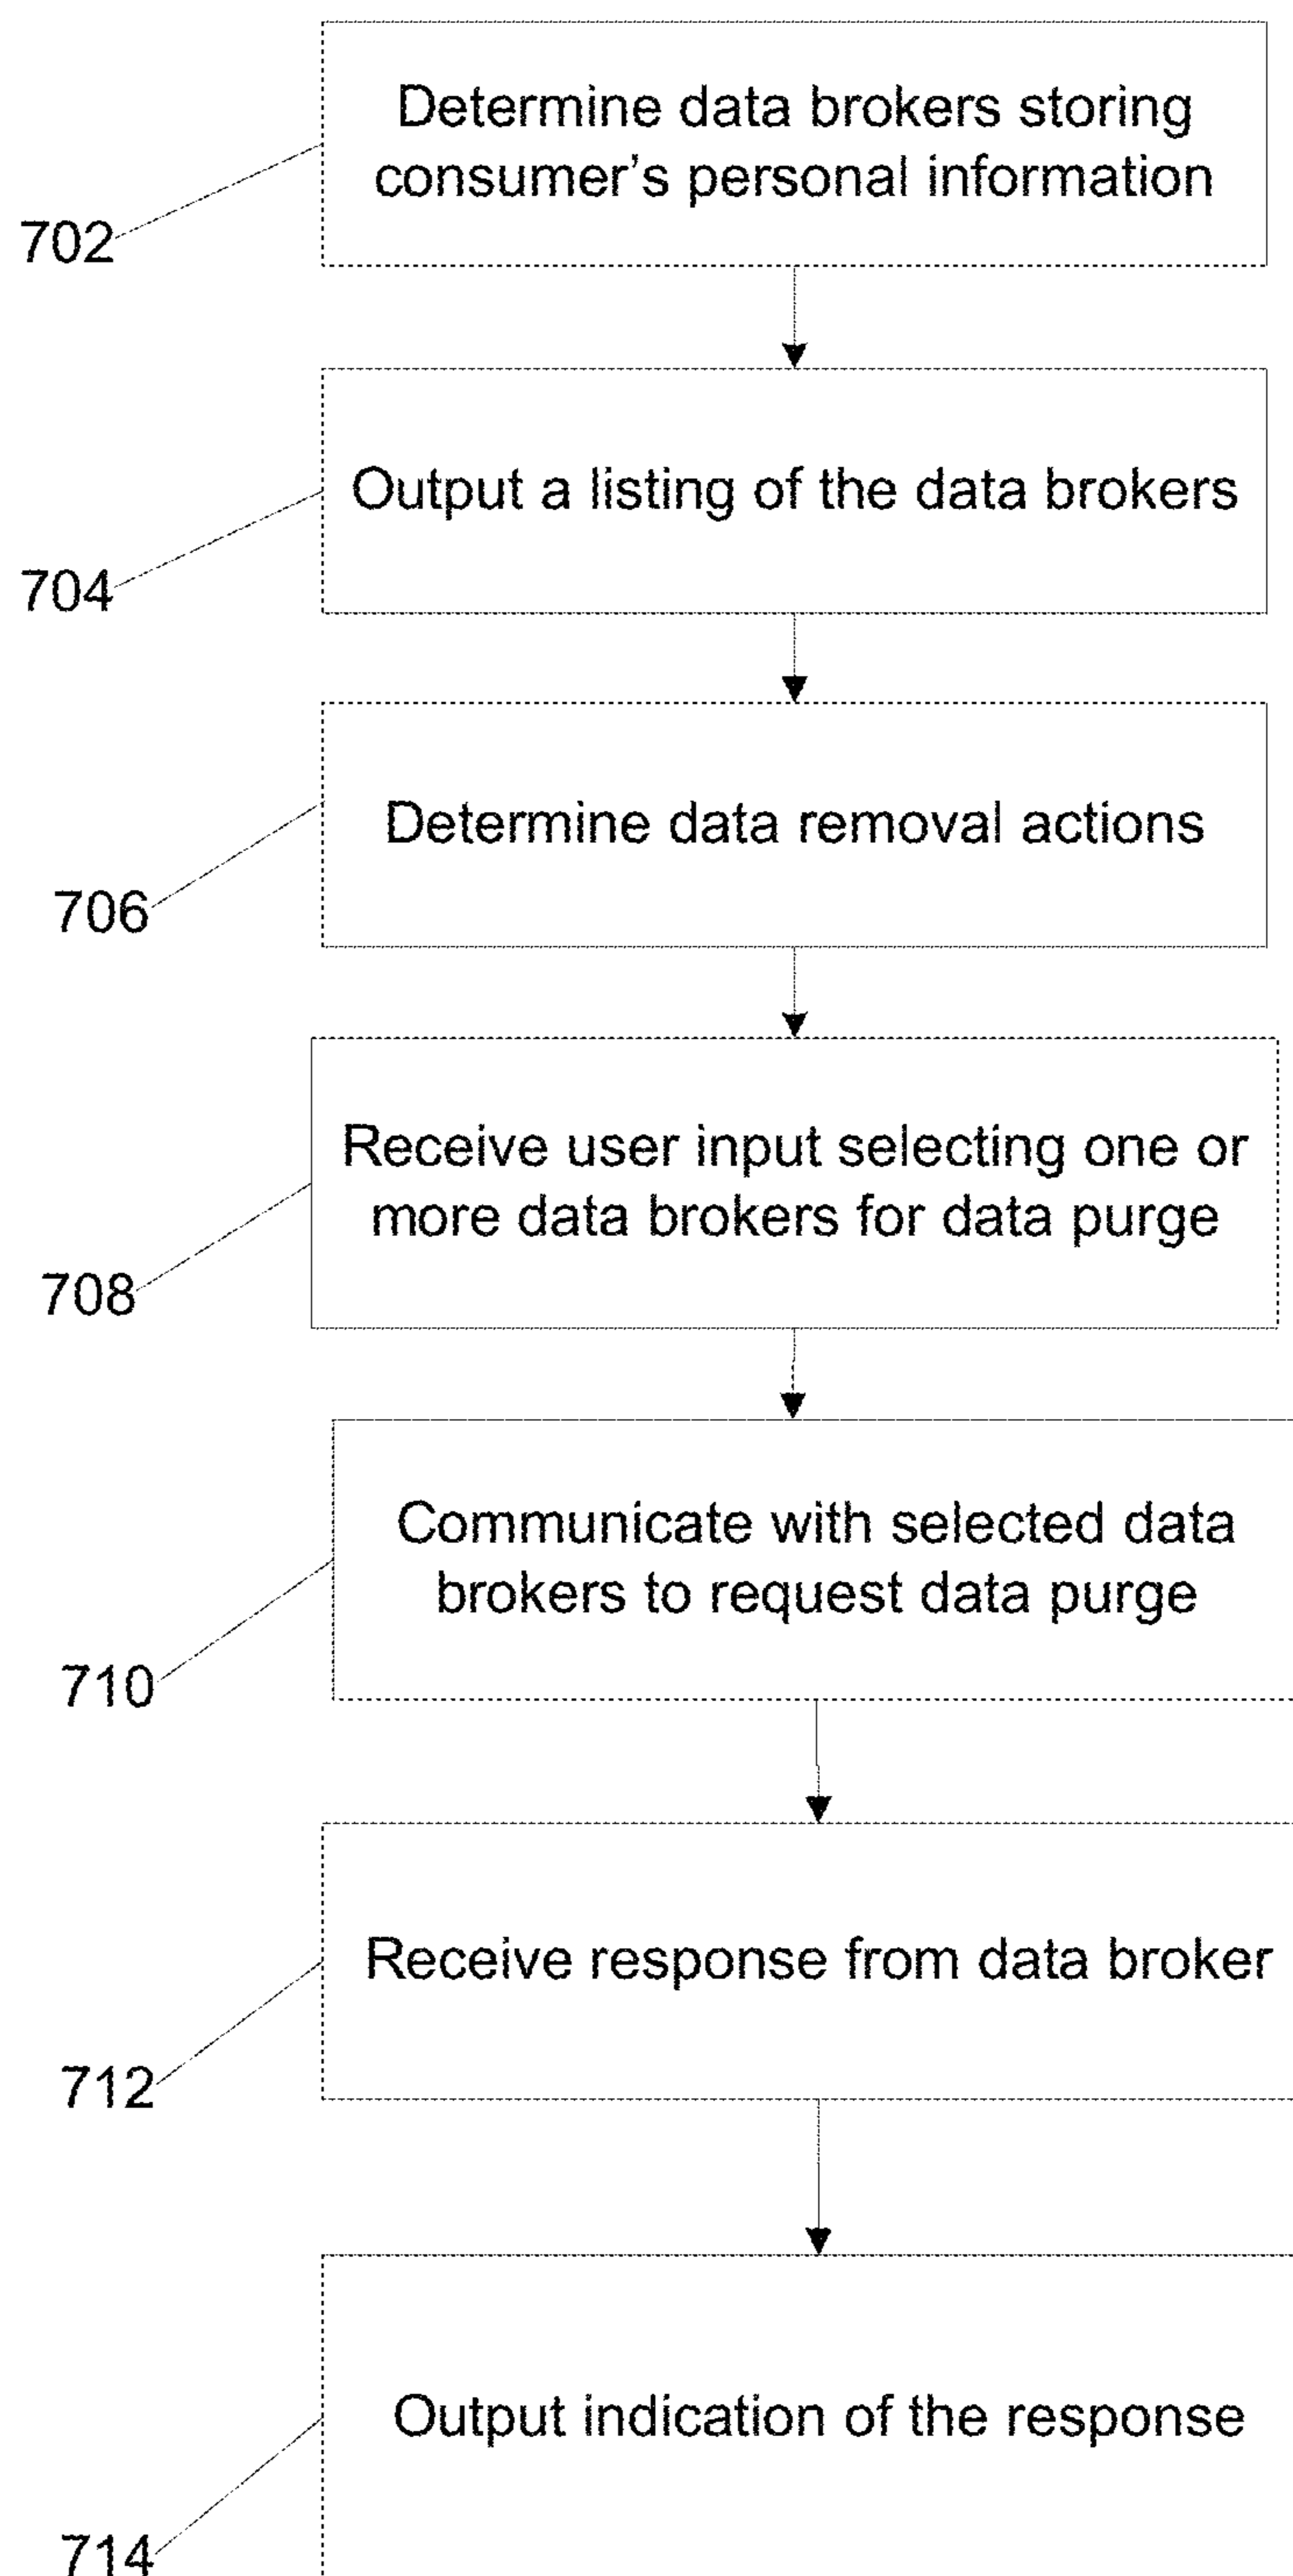 Determine data brokers storing
consumer's personal information
702
Output a listing of the data brokers
704
Determine data removal actions
706
Receive user input selecting one or
more data brokers for data purge
708
Communicate with selected data
brokers to request data purge
710
Receive response from data broker
712
Output indication of the response
714